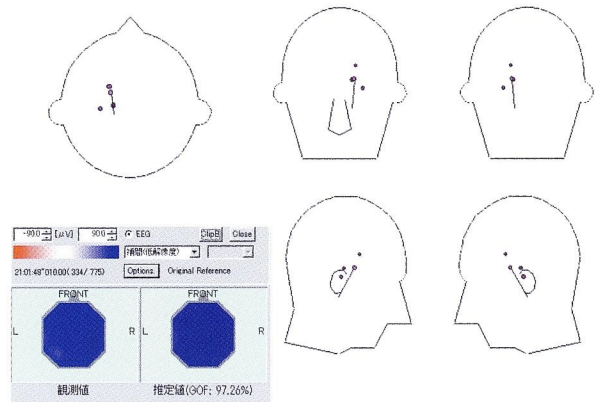 -90.0 [μV] 90.0 EEG ClipB Close
補間(低解像度)
21:01:48"010.00( 334/ 775) Options. Original Reference
FRONT FRONT
L R L R
観測値 推定値(GOF: 97.26%)